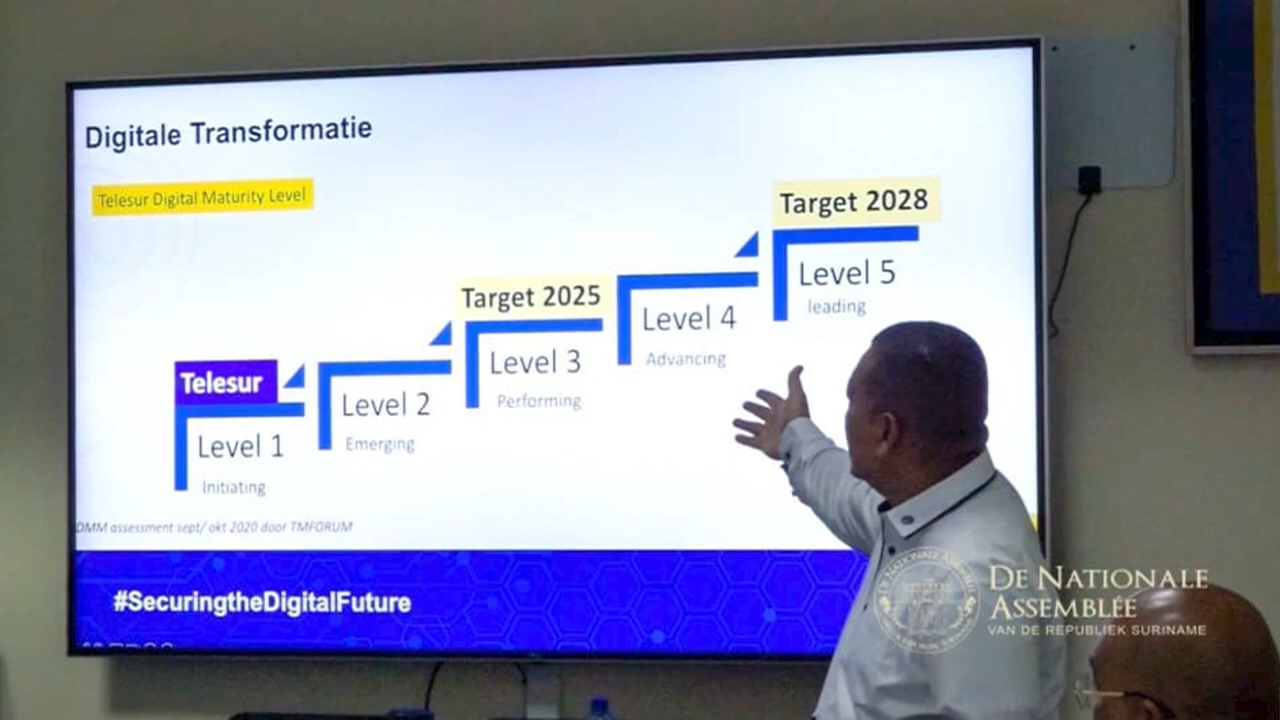 Digitale Transformatie
Telesur Digital Maturity Level
Target 2028
Level 5
leading
Target 2025
Level 4
Advancing
Level 3
Performing
Telesur
Level 2
Emerging
Level 1
Initiating
DMM assessment sept/ okt 2020 door TMFORUM
#SecuringtheDigitalFuture
DE NATIONALE
ASSEMBLÉE
VAN DE REPUBLIEK SURINAME